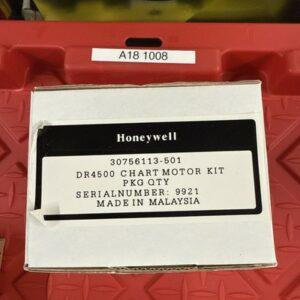 A18 1008
Honeywell
30756113-501
DR4500 CHART MOTOR KIT
PKG QTY
SERIALNUMBER: 9921
MADE IN MALAYSIA